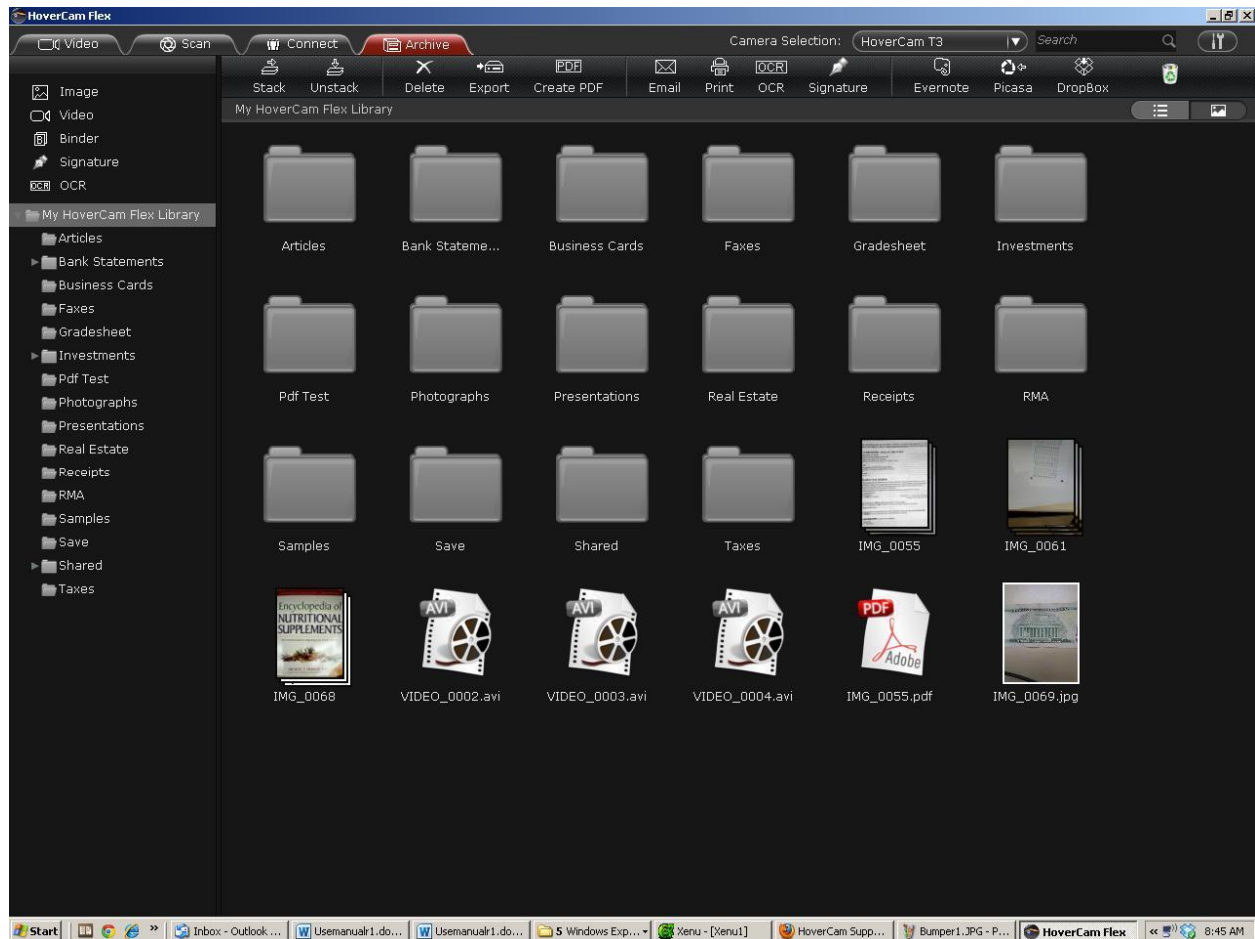 HoverCam Flex
Video Scan Connect Archive Camera Selection: HoverCam T3 Search
Stack Unstack Delete Export PDF Create PDF Email Print OCR OCR Signature Evernote Picasa DropBox
My HoverCam Flex Library
Image
Video
Binder
Signature
OCR OCR
My HoverCam Flex Library
Articles
Bank Statements
Business Cards
Faxes
Gradesheet
Investments
Pdf Test
Photographs
Presentations
Real Estate
Receipts
RMA
Samples
Save
Shared
Taxes
Articles Bank Stateme... Business Cards Faxes Gradesheet Investments
Pdf Test Photographs Presentations Real Estate Receipts RMA
Samples Save Shared Taxes IMG_0055 IMG_0061
Encyclopedia of
NUTRITIONAL
SUPPLEMENTS
AVI AVI AVI PDF
Adobe
IMG_0068 VIDEO_0002.avi VIDEO_0003.avi VIDEO_0004.avi IMG_0055.pdf IMG_0069.jpg
Start Inbox - Outlook ... Usemanualr1.do... Usemanualr1.do... 5 Windows Exp... Xenu - [Xenu1] HoverCam Supp... Bumper1.JPG - P... HoverCam Flex 8:45 AM